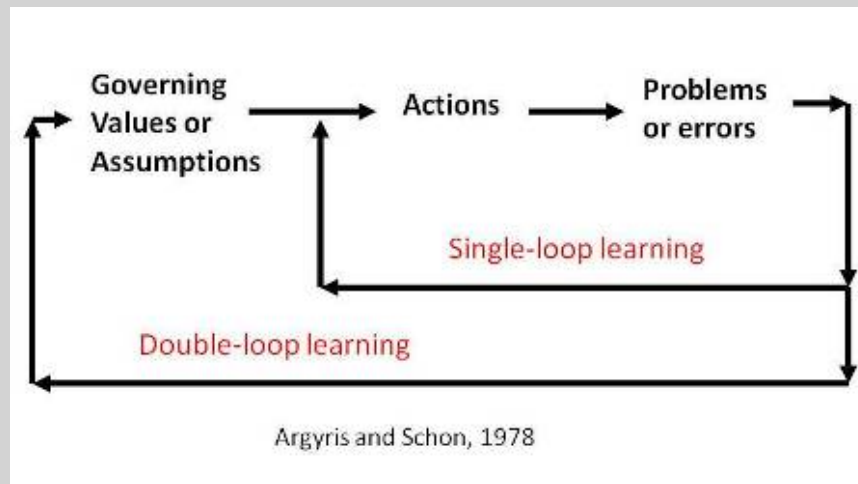 Governing
Values or
Assumptions
Actions
Problems
or errors
Single-loop learning
Double-loop learning
Argyris and Schon, 1978